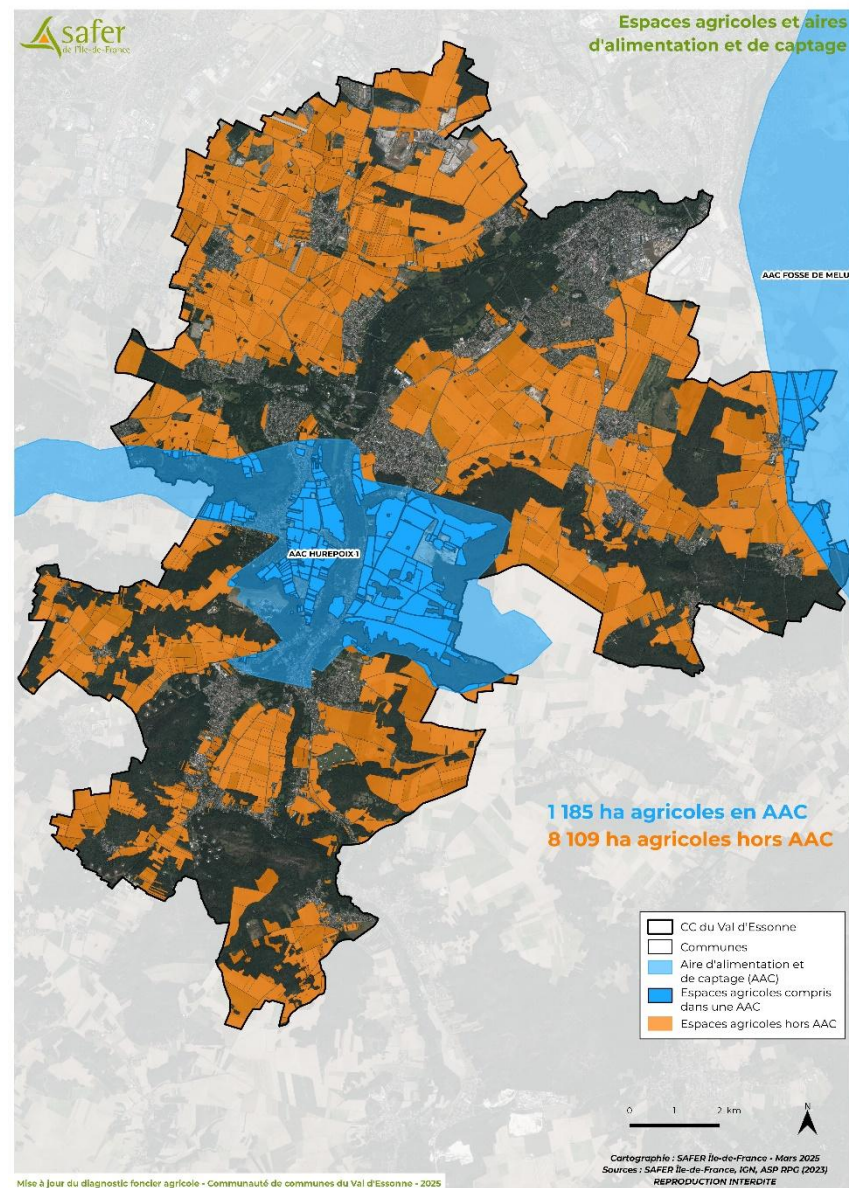 safer
de l'Île-de-France
Espaces agricoles et aires
d'alimentation et de captage
AAC FOSSE DE MELU
AAC HUREPOIX-1
1 185 ha agricoles en AAC
8 109 ha agricoles hors AAC
CC du Val d'Essonne
Communes
Aire d'alimentation et
de captage (AAC)
Espaces agricoles compris
dans une AAC
Espaces agricoles hors AAC
0 1 2 km
N
Cartographie : SAFER Île-de-France - Mars 2025
Sources : SAFER Île-de-France, IGN, ASP RPG (2023)
REPRODUCTION INTERDITE
Mise à jour du diagnostic foncier agricole - Communauté de communes du Val d'Essonne - 2025